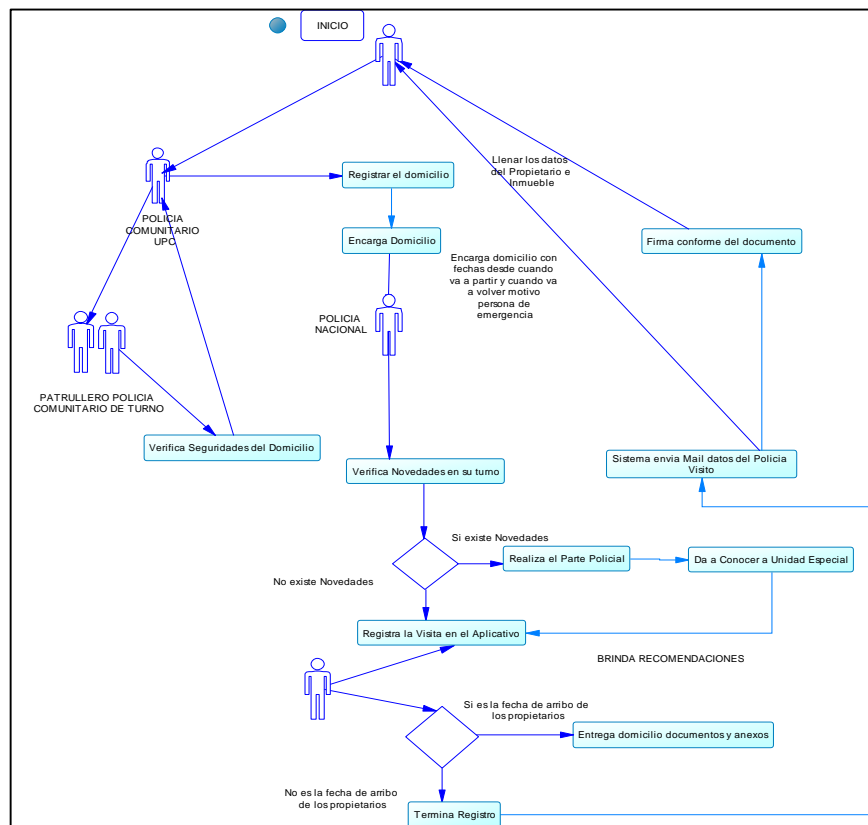 INICIO
Llenar los datos
del Propietario e
Inmueble
Registrar el domicilio
POLICIA
COMUNITARIO
UPC
Encarga Domicilio
Firma conforme del documento
Encarga domicilio con
fechas desde cuando
va a partir y cuando va
a volver motivo
persona de
emergencia
POLICIA
NACIONAL
PATRULLERO POLICIA
COMUNITARIO DE TURNO
Verifica Seguridades del Domicilio
Verifica Novedades en su turno
Sistema envia Mail datos del Policia
Visito
Si existe Novedades
Realiza el Parte Policial
Da a Conocer a Unidad Especial
No existe Novedades
Registra la Visita en el Aplicativo
BRINDA RECOMENDACIONES
Si es la fecha de arribo de
los propietarios
Entrega domicilio documentos y anexos
No es la fecha de arribo
de los propietarios
Termina Registro